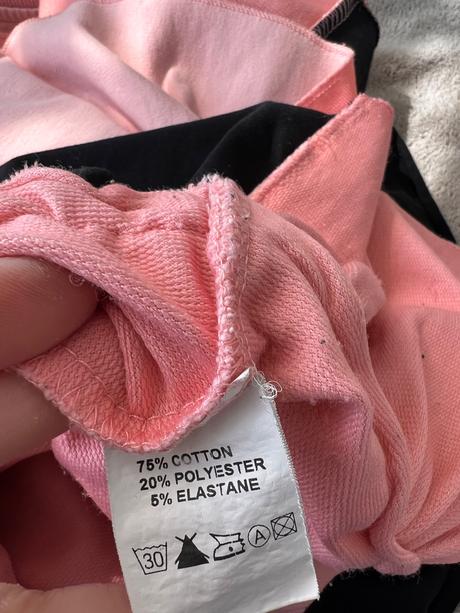 75% COTTON
20% POLYESTER
5% ELASTANE
30 A